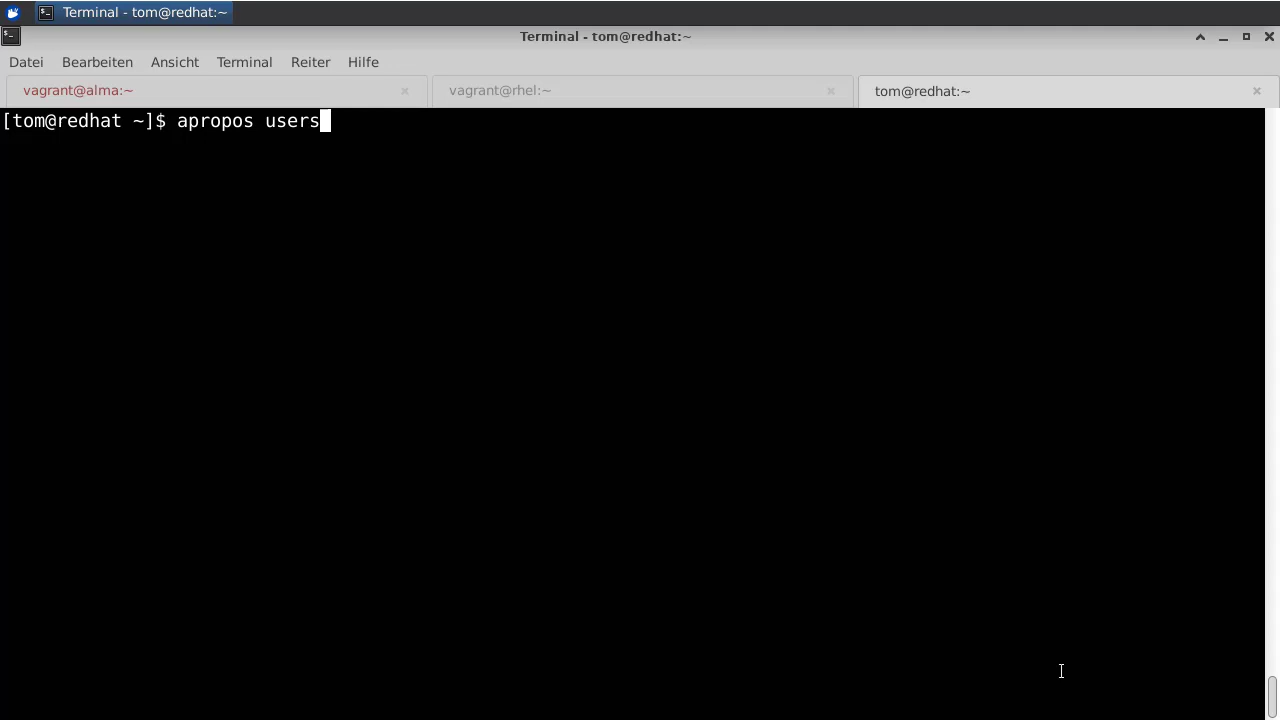 Terminal - tom@redhat:~
Terminal - tom@redhat:~
Datei Bearbeiten Ansicht Terminal Reiter Hilfe
vagrant@alma:~ vagrant@rhel:~ tom@redhat:~
[tom@redhat ~]$ apropos users